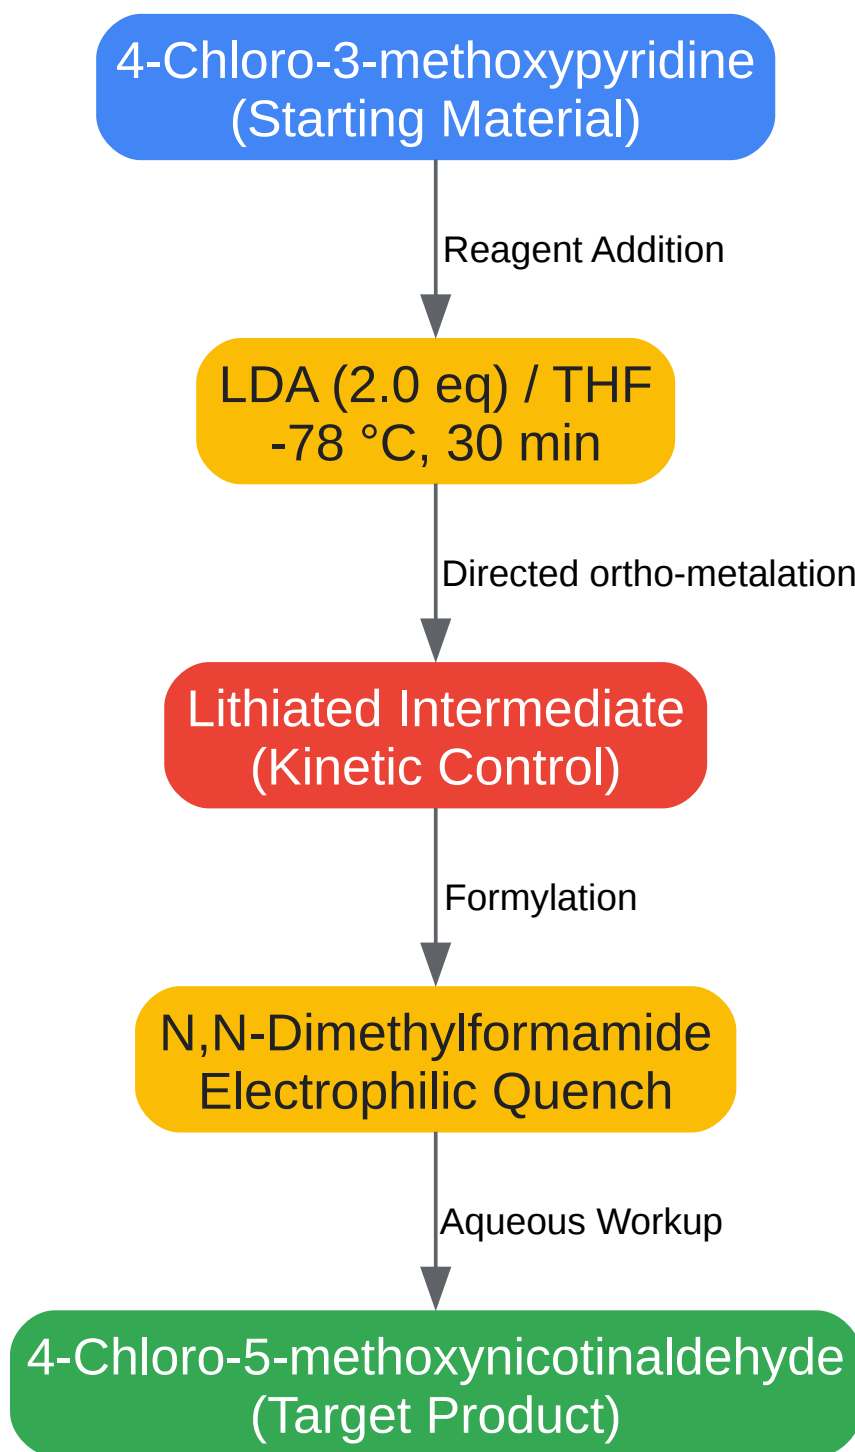 4-Chloro-3-methoxypyridine
(Starting Material)
Reagent Addition
LDA (2.0 eq) / THF
-78 °C, 30 min
Directed ortho-metalation
Lithiated Intermediate
(Kinetic Control)
Formylation
N,N-Dimethylformamide
Electrophilic Quench
Aqueous Workup
4-Chloro-5-methoxynicotinaldehyde
(Target Product)